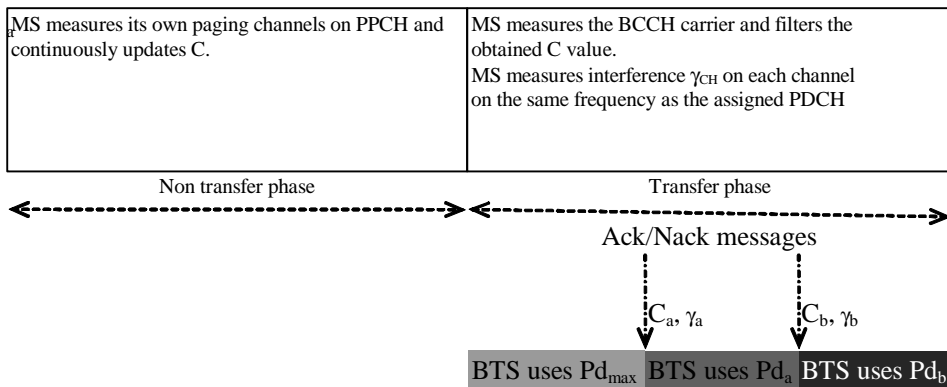 a
MS measures its own paging channels on PPCH and
continuously updates C.
MS measures the BCCH carrier and filters the
obtained C value.
MS measures interference γCH on each channel
on the same frequency as the assigned PDCH
Non transfer phase
Transfer phase
Ack/Nack messages
Ca, γa
Cb, γb
BTS uses Pdmax
BTS uses Pda
BTS uses Pdb